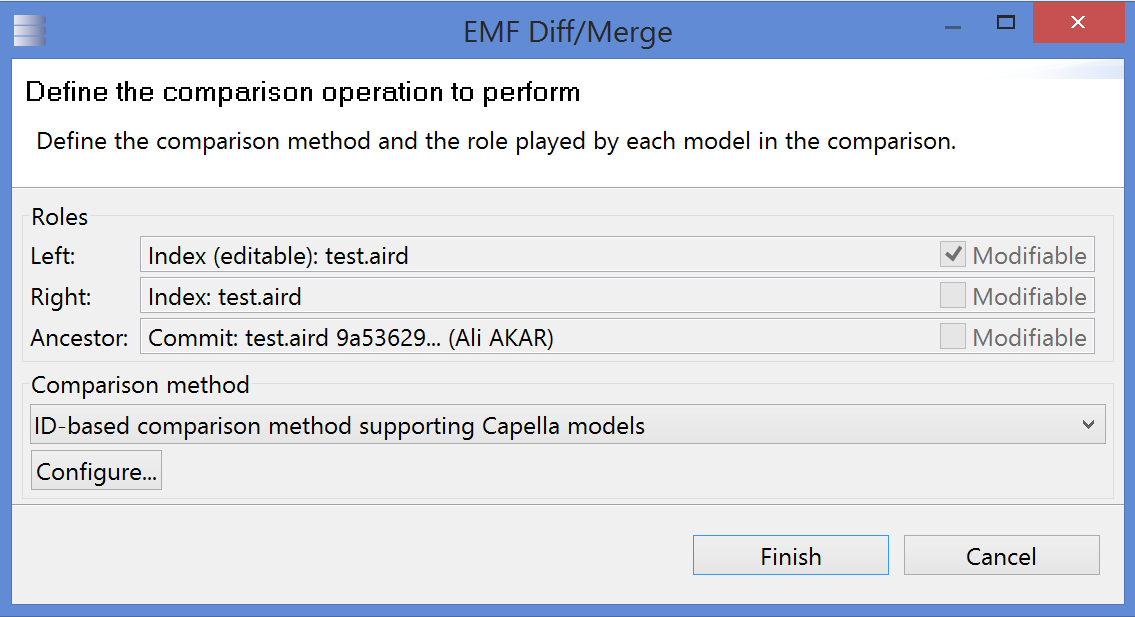 EMF Diff/Merge
Define the comparison operation to perform
Define the comparison method and the role played by each model in the comparison.
Roles
Left: Index (editable): test.aird Modifiable
Right: Index: test.aird Modifiable
Ancestor: Commit: test.aird 9a53629... (Ali AKAR) Modifiable
Comparison method
ID-based comparison method supporting Capella models
Configure...
Finish Cancel